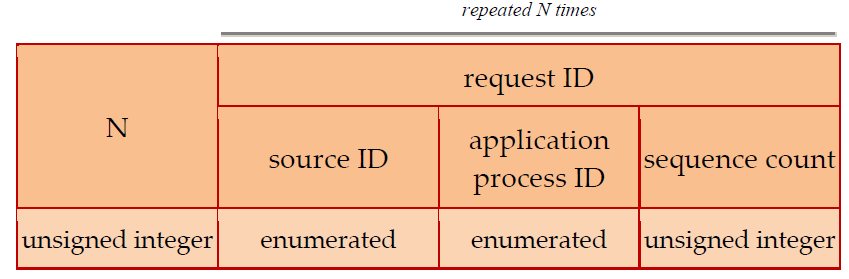 repeated N times
request ID
N
source ID
application
process ID
sequence count
unsigned integer
enumerated
enumerated
unsigned integer